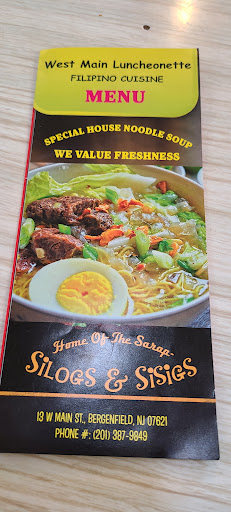 West Main Luncheonette
FILIPINO CUISINE
MENU
SPECIAL HOUSE NOODLE SOUP
WE VALUE FRESHNESS
Home Of The Sarap-
SiLOGS & SiSiGS
13 W MAIN ST., BERGENFIELD, NJ 07621
PHONE #: (201) 387-9849